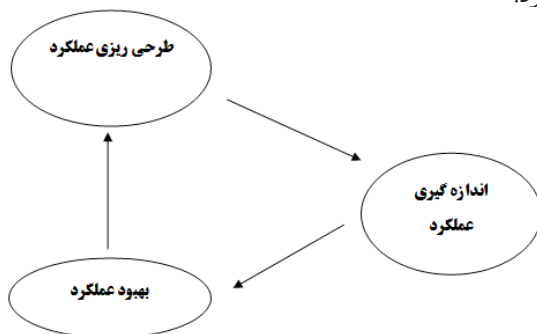 طرحی ریزی عملکرد
اندازه گیری
عملکرد
بهبود عملکرد